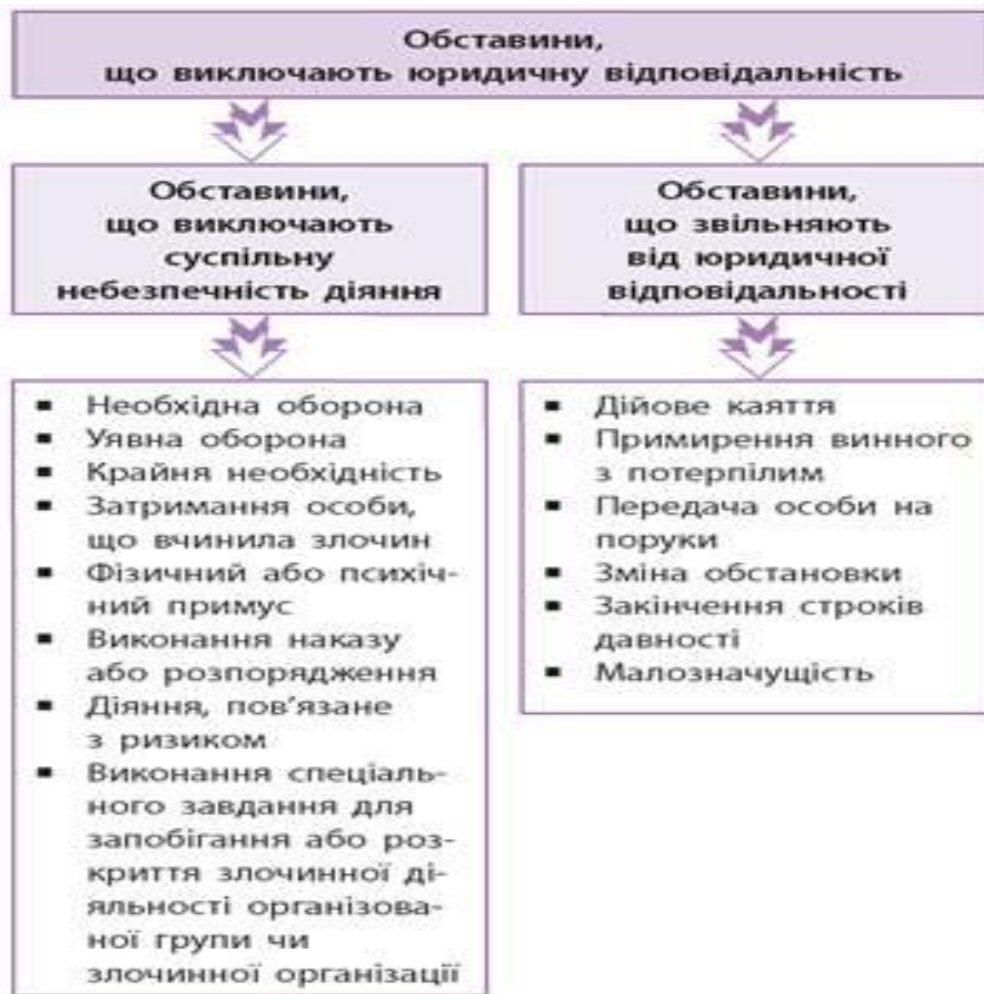 Обставини,
що виключають юридичну відповідальність
Обставини,
що виключають
суспільну
небезпечність діяння
Обставини,
що звільняють
від юридичної
відповідальності
▪ Необхідна оборона
▪ Уявна оборона
▪ Крайня необхідність
▪ Затримання особи,
що вчинила злочин
▪ Фізичний або психіч-
ний примус
▪ Виконання наказу
або розпорядження
▪ Діяння, пов’язане
з ризиком
▪ Виконання спеціаль-
ного завдання для
запобігання або роз-
криття злочинної ді-
яльності організова-
ної групи чи
злочинної організації
▪ Дійове каяття
▪ Примирення винного
з потерпілим
▪ Передача особи на
поруки
▪ Зміна обстановки
▪ Закінчення строків
давності
▪ Малозначущість